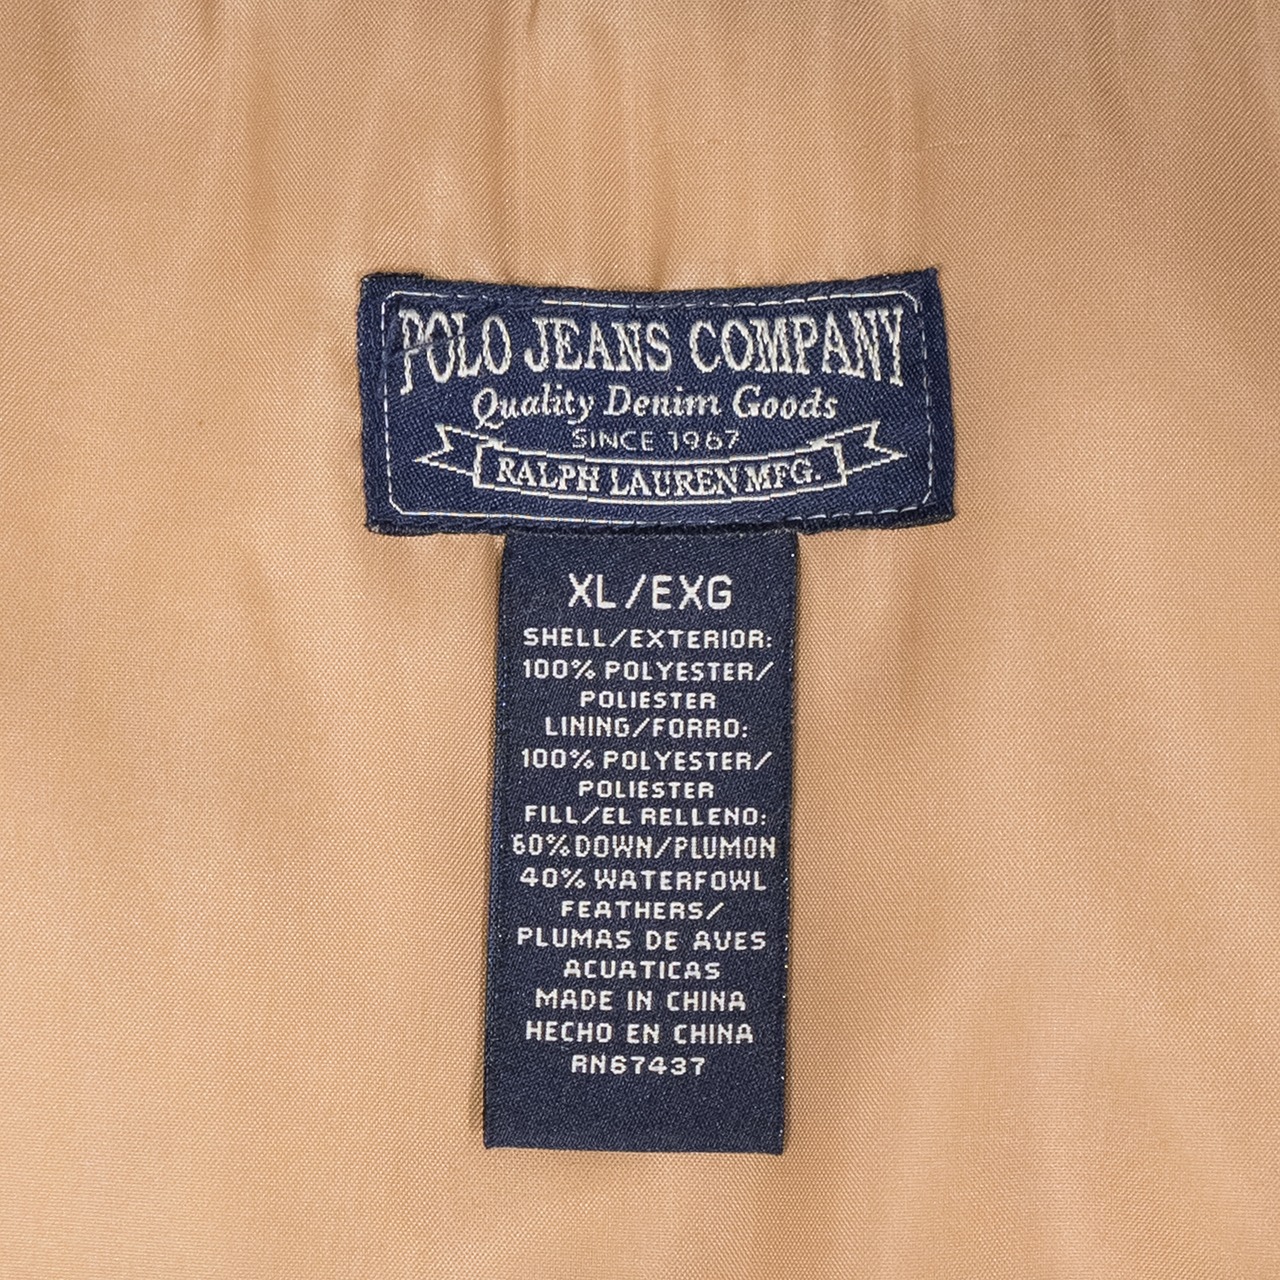 POLO JEANS COMPANY
Quality Denim Goods
SINCE 1967
RALPH LAUREN MFG.
XL/EXG
SHELL/EXTERIOR:
100% POLYESTER/
POLIESTER
LINING/FORRO:
100% POLYESTER/
POLIESTER
FILL/EL RELLENO:
60% DOWN/PLUMON
40% WATERFOWL
FEATHERS/
PLUMAS DE AVES
ACUATICAS
MADE IN CHINA
HECHO EN CHINA
RN67437